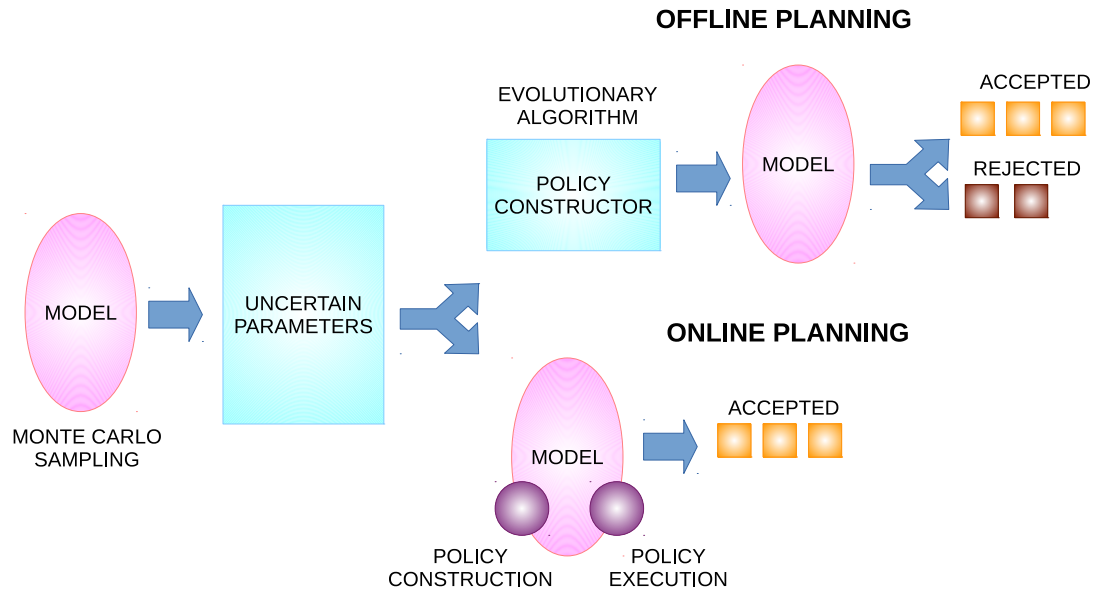 OFFLINE PLANNING
EVOLUTIONARY
ALGORITHM
POLICY
CONSTRUCTOR
MODEL
ACCEPTED
REJECTED
MODEL
MONTE CARLO
SAMPLING
UNCERTAIN
PARAMETERS
ONLINE PLANNING
MODEL
ACCEPTED
POLICY
CONSTRUCTION
POLICY
EXECUTION